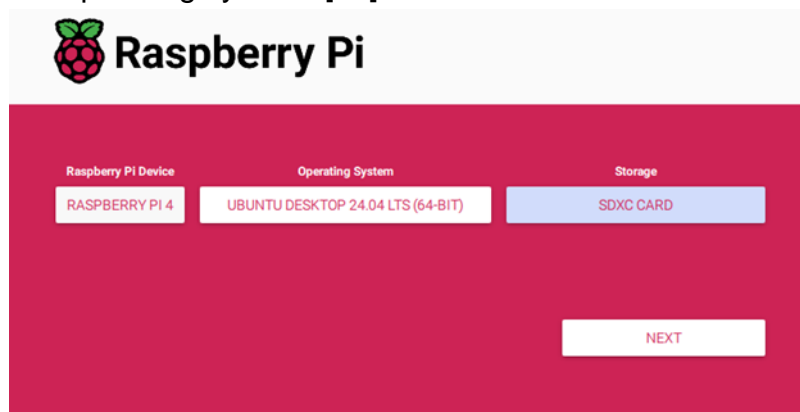 Raspberry Pi
Raspberry Pi Device Operating System Storage
RASPBERRY PI 4 UBUNTU DESKTOP 24.04 LTS (64-BIT) SDXC CARD
NEXT